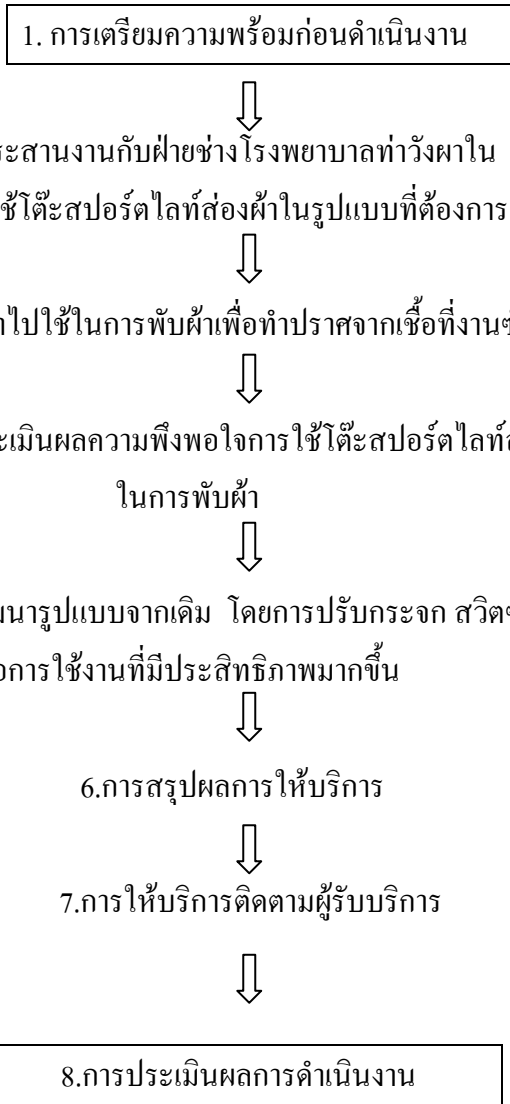 1. การเตรียมความพร้อมก่อนดำเนินงาน
ระสานงานกับฝ่ายช่างโรงพยาบาลท่าวังผาใน
ช้โต๊ะสปอร์ตไลท์ส่องผ้าในรูปแบบที่ต้องการ
ไปใช้ในการพับผ้าเพื่อทำปราศจากเชื้อที่งาน
ะเมินผลความพึงพอใจการใช้โต๊ะสปอร์ตไลท์
ในการพับผ้า
นารูปแบบจากเดิม โดยการปรับกระจก สวิต
อการใช้งานที่มีประสิทธิภาพมากขึ้น
6.การสรุปผลการให้บริการ
7.การให้บริการติดตามผู้รับบริการ
8.การประเมินผลการดำเนินงาน